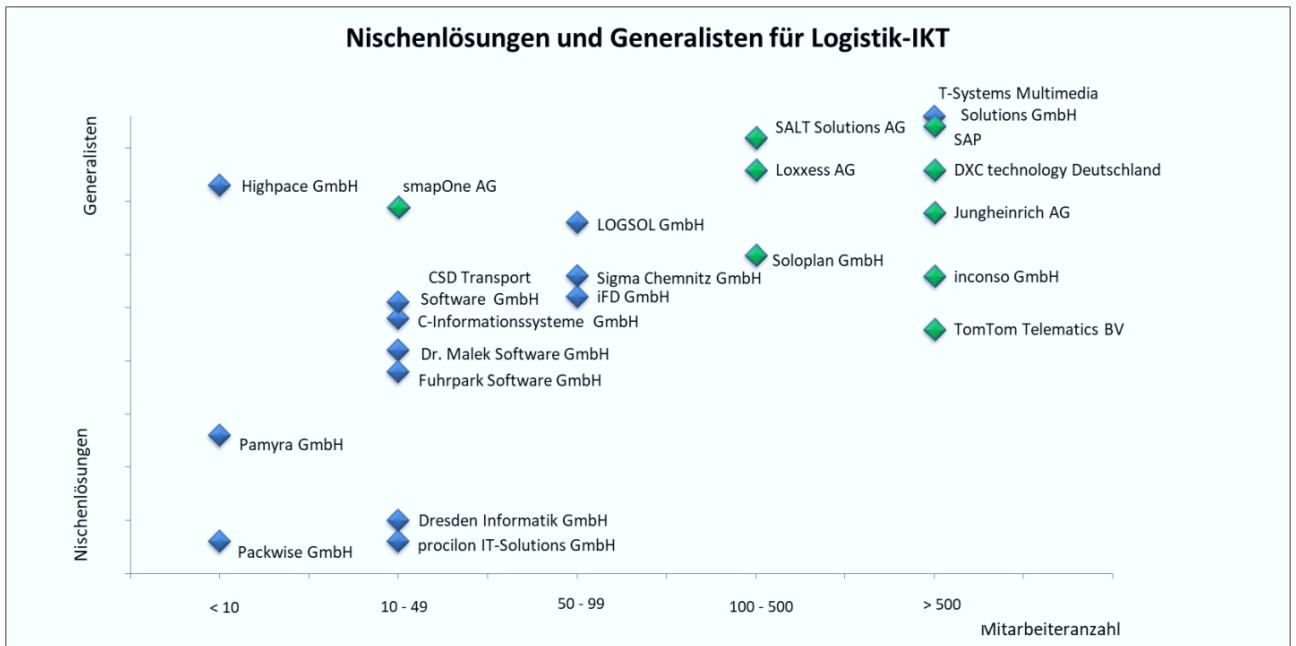 Nischenlösungen und Generalisten für Logistik-IKT
Generalisten
Nischenlösungen
T-Systems Multimedia
Solutions GmbH
SALT Solutions AG
SAP
Loxxess AG
DXC technology Deutschland
Highpace GmbH
smapOne AG
Jungheinrich AG
LOGSOL GmbH
Soloplan GmbH
CSD Transport
Software GmbH
Sigma Chemnitz GmbH
inconso GmbH
iFD GmbH
C-Informationssysteme GmbH
TomTom Telematics BV
Dr. Malek Software GmbH
Fuhrpark Software GmbH
Pamyra GmbH
Dresden Informatik GmbH
procilon IT-Solutions GmbH
Packwise GmbH
< 10
10 - 49
50 - 99
100 - 500
> 500
Mitarbeiteranzahl